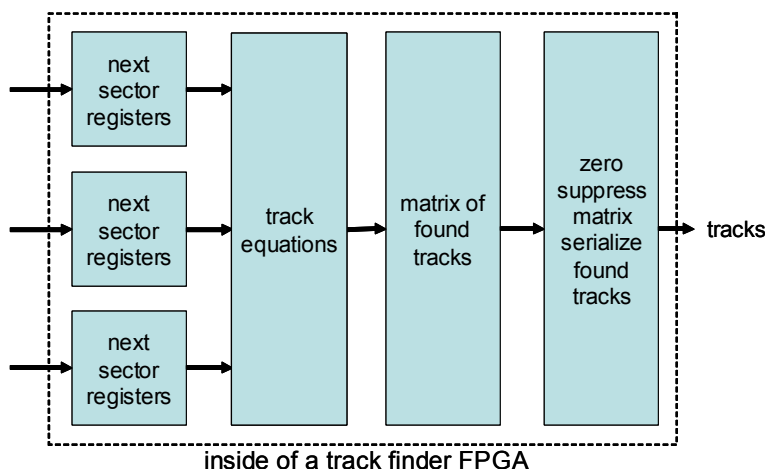 next
sector
registers
next
sector
registers
next
sector
registers
track
equations
matrix of
found
tracks
zero
suppress
matrix
serialize
found
tracks
tracks
inside of a track finder FPGA